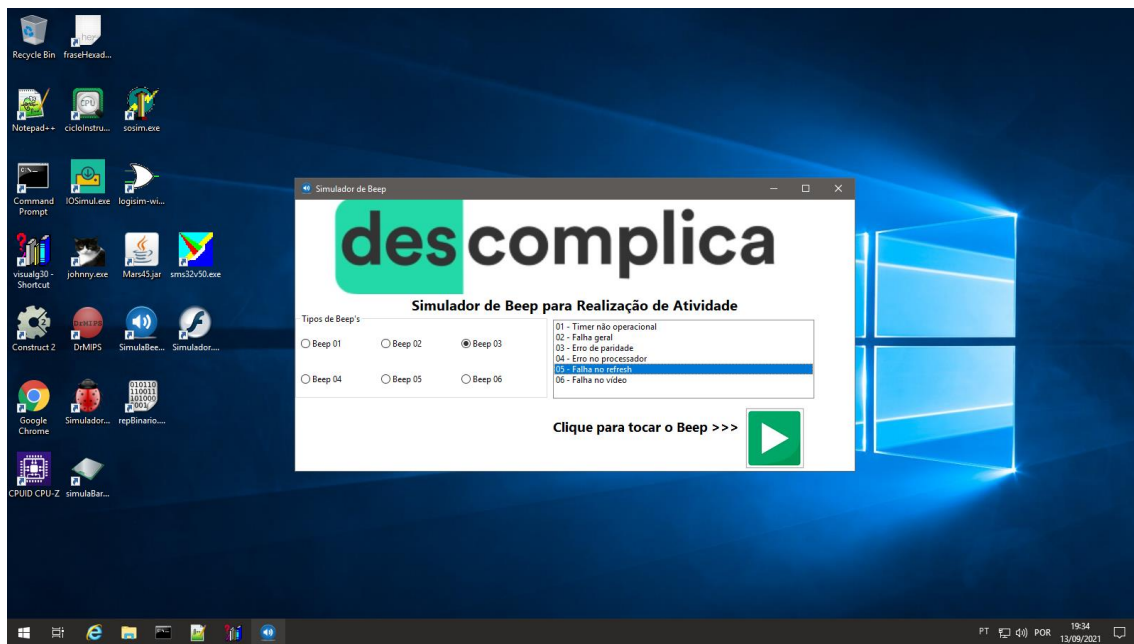 Recycle Bin
fraseHexad...
Notepad++
cicloInstru...
sosim.exe
Command
Prompt
IOSimul.exe
logisim-wi...
visualg30 -
Shortcut
johnny.exe
Mars45.jar
sms32v50.exe
Construct 2
DrMIPS
SimulaBee...
Simulador....
Google
Chrome
Simulador...
repBinario....
CPUID CPU-Z
simulaBar...
Simulador de Beep
descomplica
Simulador de Beep para Realização de Atividade
Tipos de Beep's
Beep 01
Beep 02
Beep 03
Beep 04
Beep 05
Beep 06
01 - Timer não operacional
02 - Falha geral
03 - Erro de paridade
04 - Erro no processador
05 - Falha no refresh
06 - Falha no vídeo
Clique para tocar o Beep >>>
PT
POR
19:34
13/09/2021